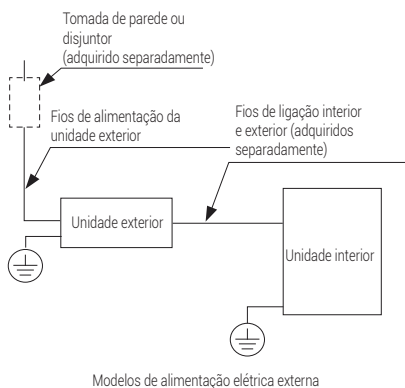 Tomada de parede ou
disjuntor
(adquirido separadamente)
Fios de alimentação da
unidade exterior
Fios de ligação interior
e exterior (adquiridos
separadamente)
Unidade exterior
Unidade interior
Modelos de alimentação elétrica externa